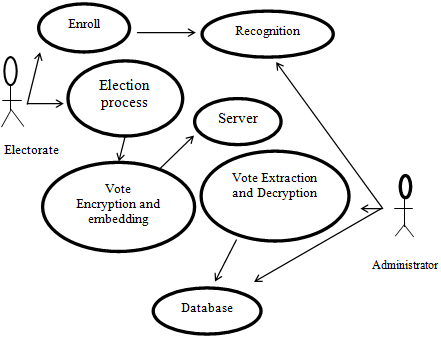 Enroll
Recognition
Election
process
Server
Electorate
Vote
Encryption and
embedding
Vote Extraction
and Decryption
Administrator
Database